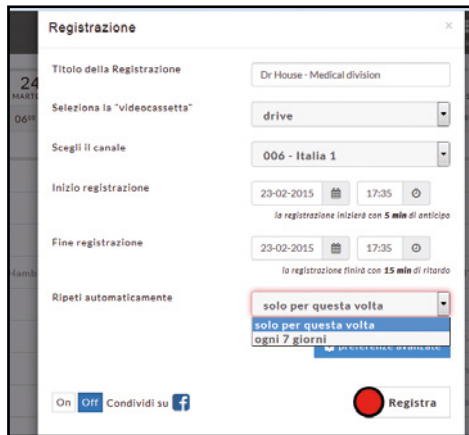 Registrazione ×
24
MART
06⁰⁰
Titolo della Registrazione Dr House - Medical division
Seleziona la "videocassetta" drive
Scegli il canale 006 - Italia 1
Inizio registrazione 23-02-2015 17:35
la registrazione inizierà con 5 min di anticipo
Fine registrazione 23-02-2015 17:35
la registrazione finirà con 15 min di ritardo
Hamb
Ripeti automaticamente solo per questa volta
solo per questa volta
ogni 7 giorni
preferenze avanzate
On Off Condividi su f Registra